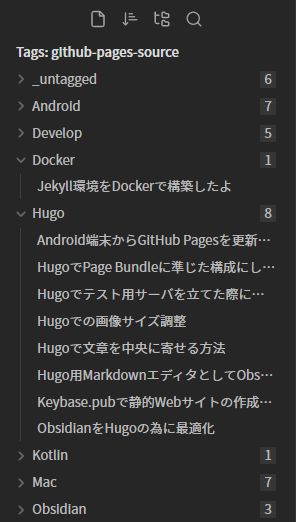 Tags: github-pages-source
_untagged 6
Android 7
Develop 5
Docker 1
Jekyll環境をDockerで構築したよ
Hugo 8
Android端末からGitHub Pagesを更新…
HugoでPage Bundleに準じた構成にし…
Hugoでテスト用サーバを立てた際に…
Hugoでの画像サイズ調整
Hugoで文章を中央に寄せる方法
Hugo用MarkdownエディタとしてObs…
Keybase.pubで静的Webサイトの作成…
ObsidianをHugoの為に最適化
Kotlin 1
Mac 7
Obsidian 3